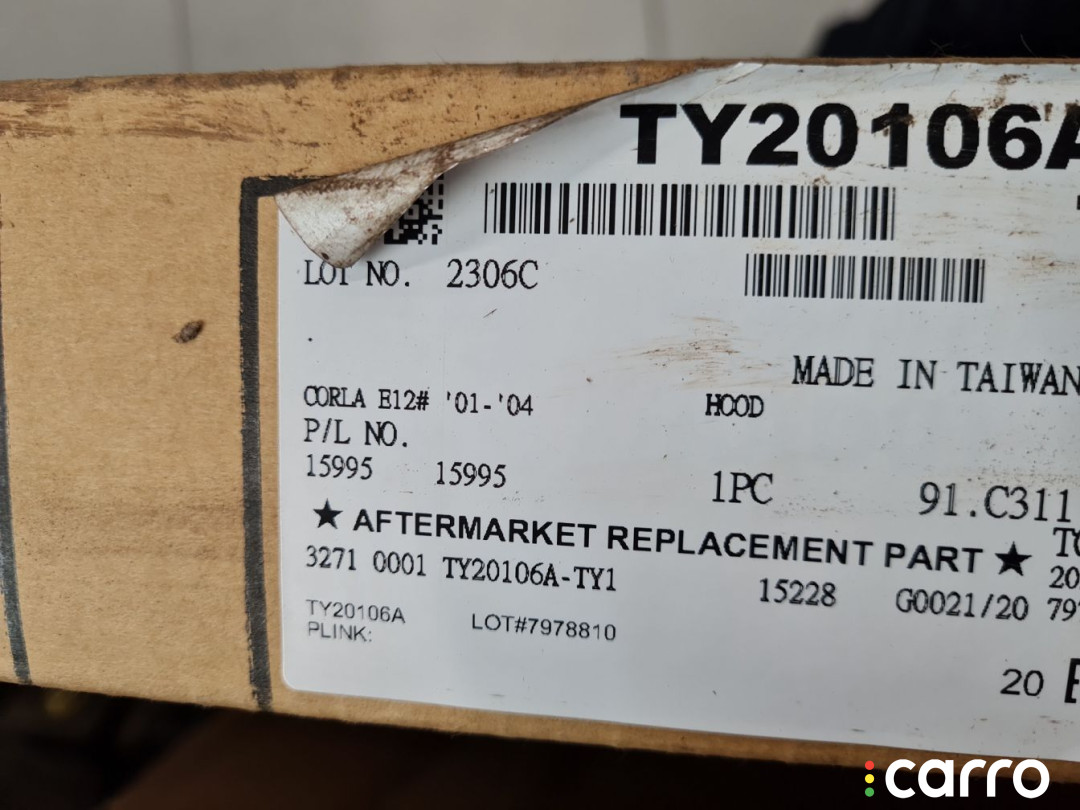 TY20106A
LOT NO. 2306C
MADE IN TAIWAN
CORLA E12# '01-'04 HOOD
P/L NO.
15995 15995 1PC 91.C311
★ AFTERMARKET REPLACEMENT PART ★
3271 0001 TY20106A-TY1 15228 G0021/20
TY20106A LOT#7978810
PLINK:
20
carro